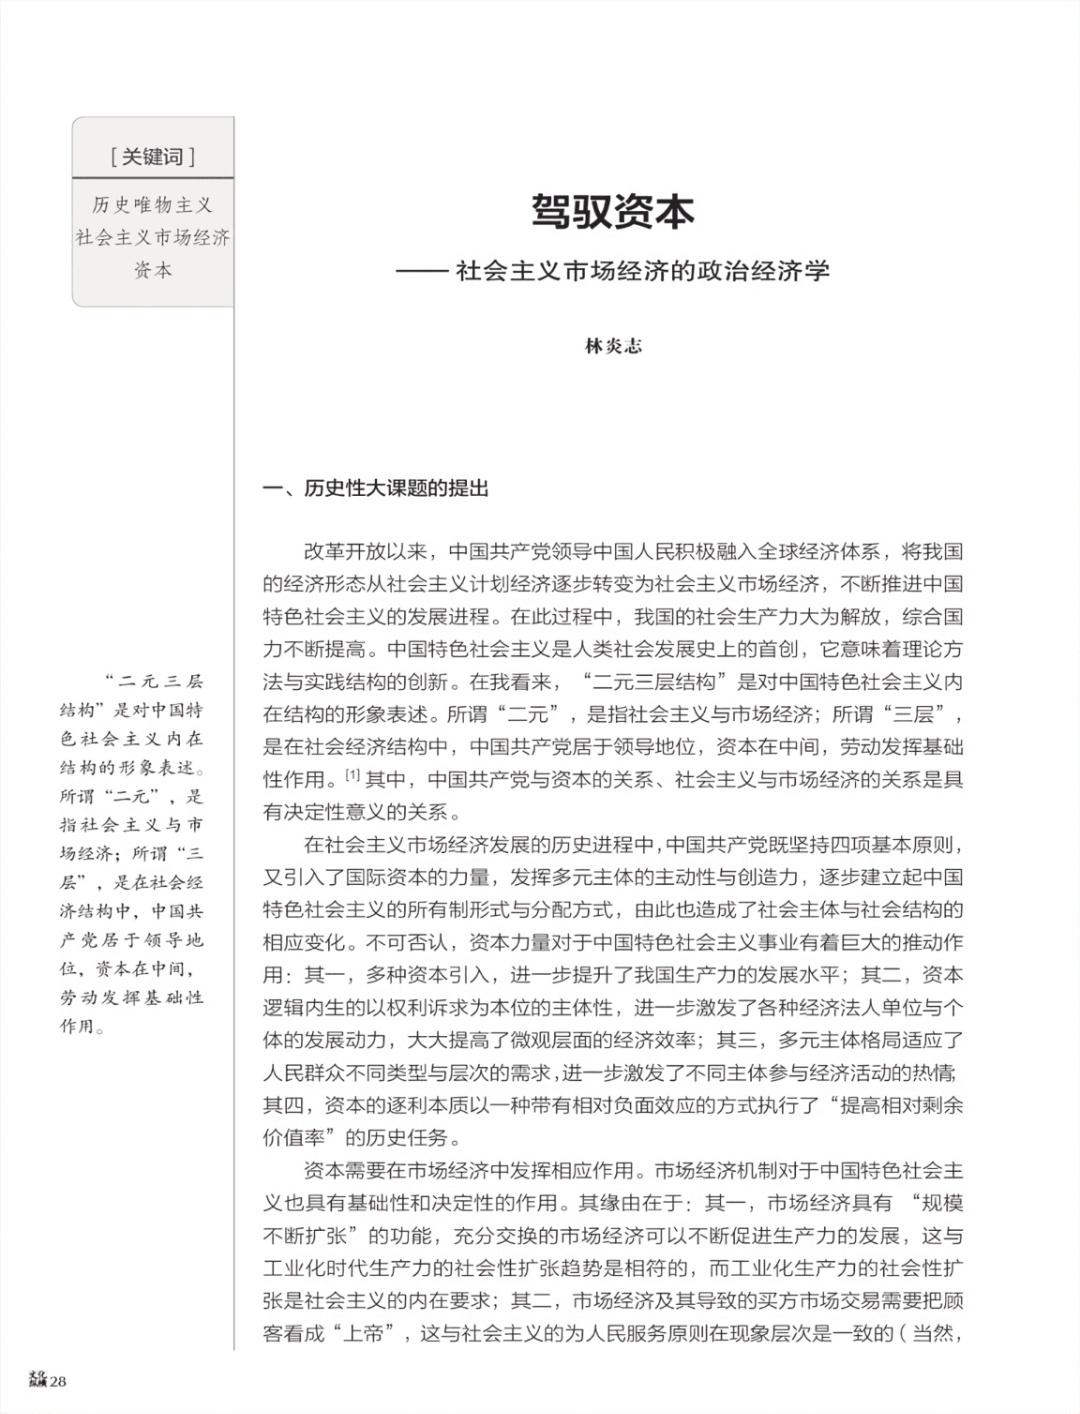 [ 关键词 ]
历史唯物主义
社会主义市场经济
资本
驾驭资本
—— 社会主义市场经济的政治经济学
林炎志
一、历史性大课题的提出
改革开放以来，中国共产党领导中国人民积极融入全球经济体系，将我国
的经济形态从社会主义计划经济逐步转变为社会主义市场经济，不断推进中国
特色社会主义的发展进程。在此过程中，我国的社会生产力大为解放，综合国
力不断提高。中国特色社会主义是人类社会发展史上的首创，它意味着理论方
法与实践结构的创新。在我看来，“二元三层结构”是对中国特色社会主义内
在结构的形象表述。所谓“二元”，是指社会主义与市场经济；所谓“三层”，
是在社会经济结构中，中国共产党居于领导地位，资本在中间，劳动发挥基础
性作用。[1] 其中，中国共产党与资本的关系、社会主义与市场经济的关系是具
有决定性意义的关系。
在社会主义市场经济发展的历史进程中，中国共产党既坚持四项基本原则，
又引入了国际资本的力量，发挥多元主体的主动性与创造力，逐步建立起中国
特色社会主义的所有制形式与分配方式，由此也造成了社会主体与社会结构的
相应变化。不可否认，资本力量对于中国特色社会主义事业有着巨大的推动作
用：其一，多种资本引入，进一步提升了我国生产力的发展水平；其二，资本
逻辑内生的以权利诉求为本位的主体性，进一步激发了各种经济法人单位与个
体的发展动力，大大提高了微观层面的经济效率；其三，多元主体格局适应了
人民群众不同类型与层次的需求，进一步激发了不同主体参与经济活动的热情；
其四，资本的逐利本质以一种带有相对负面效应的方式执行了“提高相对剩余
价值率”的历史任务。
资本需要在市场经济中发挥相应作用。市场经济机制对于中国特色社会主
义也具有基础性和决定性的作用。其缘由在于：其一，市场经济具有 “规模
不断扩张”的功能，充分交换的市场经济可以不断促进生产力的发展，这与
工业化时代生产力的社会性扩张趋势是相符的，而工业化生产力的社会性扩
张是社会主义的内在要求；其二，市场经济及其导致的买方市场交易需要把顾
客看成“上帝”，这与社会主义的为人民服务原则在现象层次是一致的（当然，
“二元三层
结构”是对中国特
色社会主义内在
结构的形象表述。
所谓“二元”，是
指社会主义与市
场经济；所谓“三
层”，是在社会经
济结构中，中国共
产党居于领导地
位，资本在中间，
劳动发挥基础性
作用。
文化纵横 28